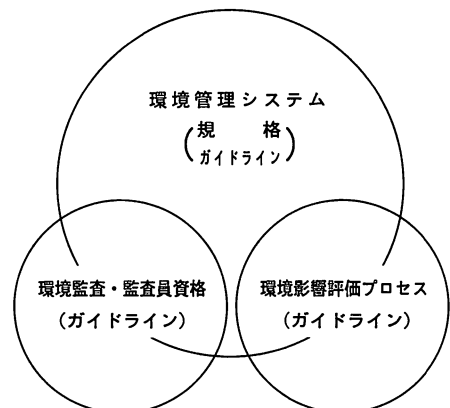 環境管理システム
(規　格
ガイドライン)
環境監査・監査員資格
(ガイドライン)
環境影響評価プロセス
(ガイドライン)